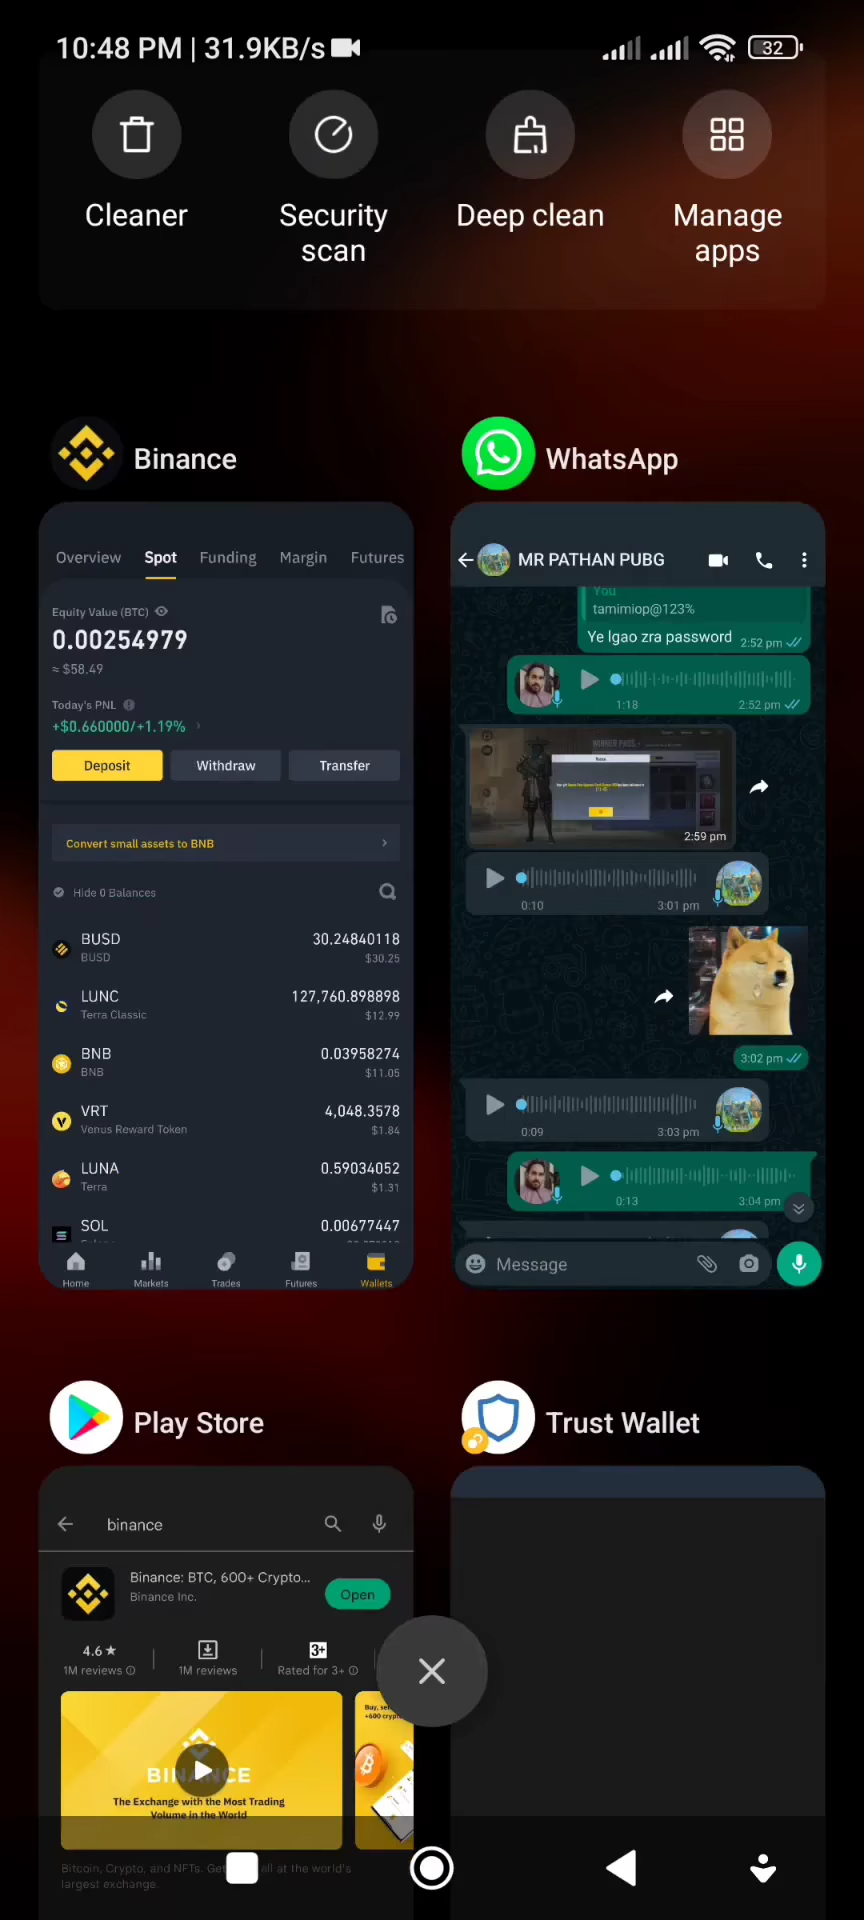 10:48 PM | 31.9KB/s
32
Cleaner
Security scan
Deep clean
Manage apps
Binance
Overview Spot Funding Margin Futures
Equity Value (BTC)
0.00254979
≈ $58.49
Today's PNL
+$0.660000/+1.19%
Deposit Withdraw Transfer
Convert small assets to BNB
Hide 0 Balances
BUSD 30.24840118
BUSD $30.25
LUNC 127,760.898898
Terra Classic $12.99
BNB 0.03958274
BNB $11.05
VRT 4,048.3578
Venus Reward Token $1.84
LUNA 0.59034052
Terra $1.31
SOL 0.00677447
Home Markets Trades Futures Wallets
WhatsApp
MR PATHAN PUBG
You
tamimiop@123%
Ye lgao zra password 2:52 pm
1:18 2:52 pm
2:59 pm
0:10 3:01 pm
3:02 pm
0:09 3:03 pm
0:13 3:04 pm
Message
Play Store
binance
Binance: BTC, 600+ Crypto...
Binance Inc.
Open
4.6★
1M reviews
1M reviews
3+
Rated for 3+
BINANCE
The Exchange with the Most Trading
Volume in the World
+600 crypt
Bitcoin, Crypto, and NFTs. Get all at the world's
largest exchange.
Trust Wallet